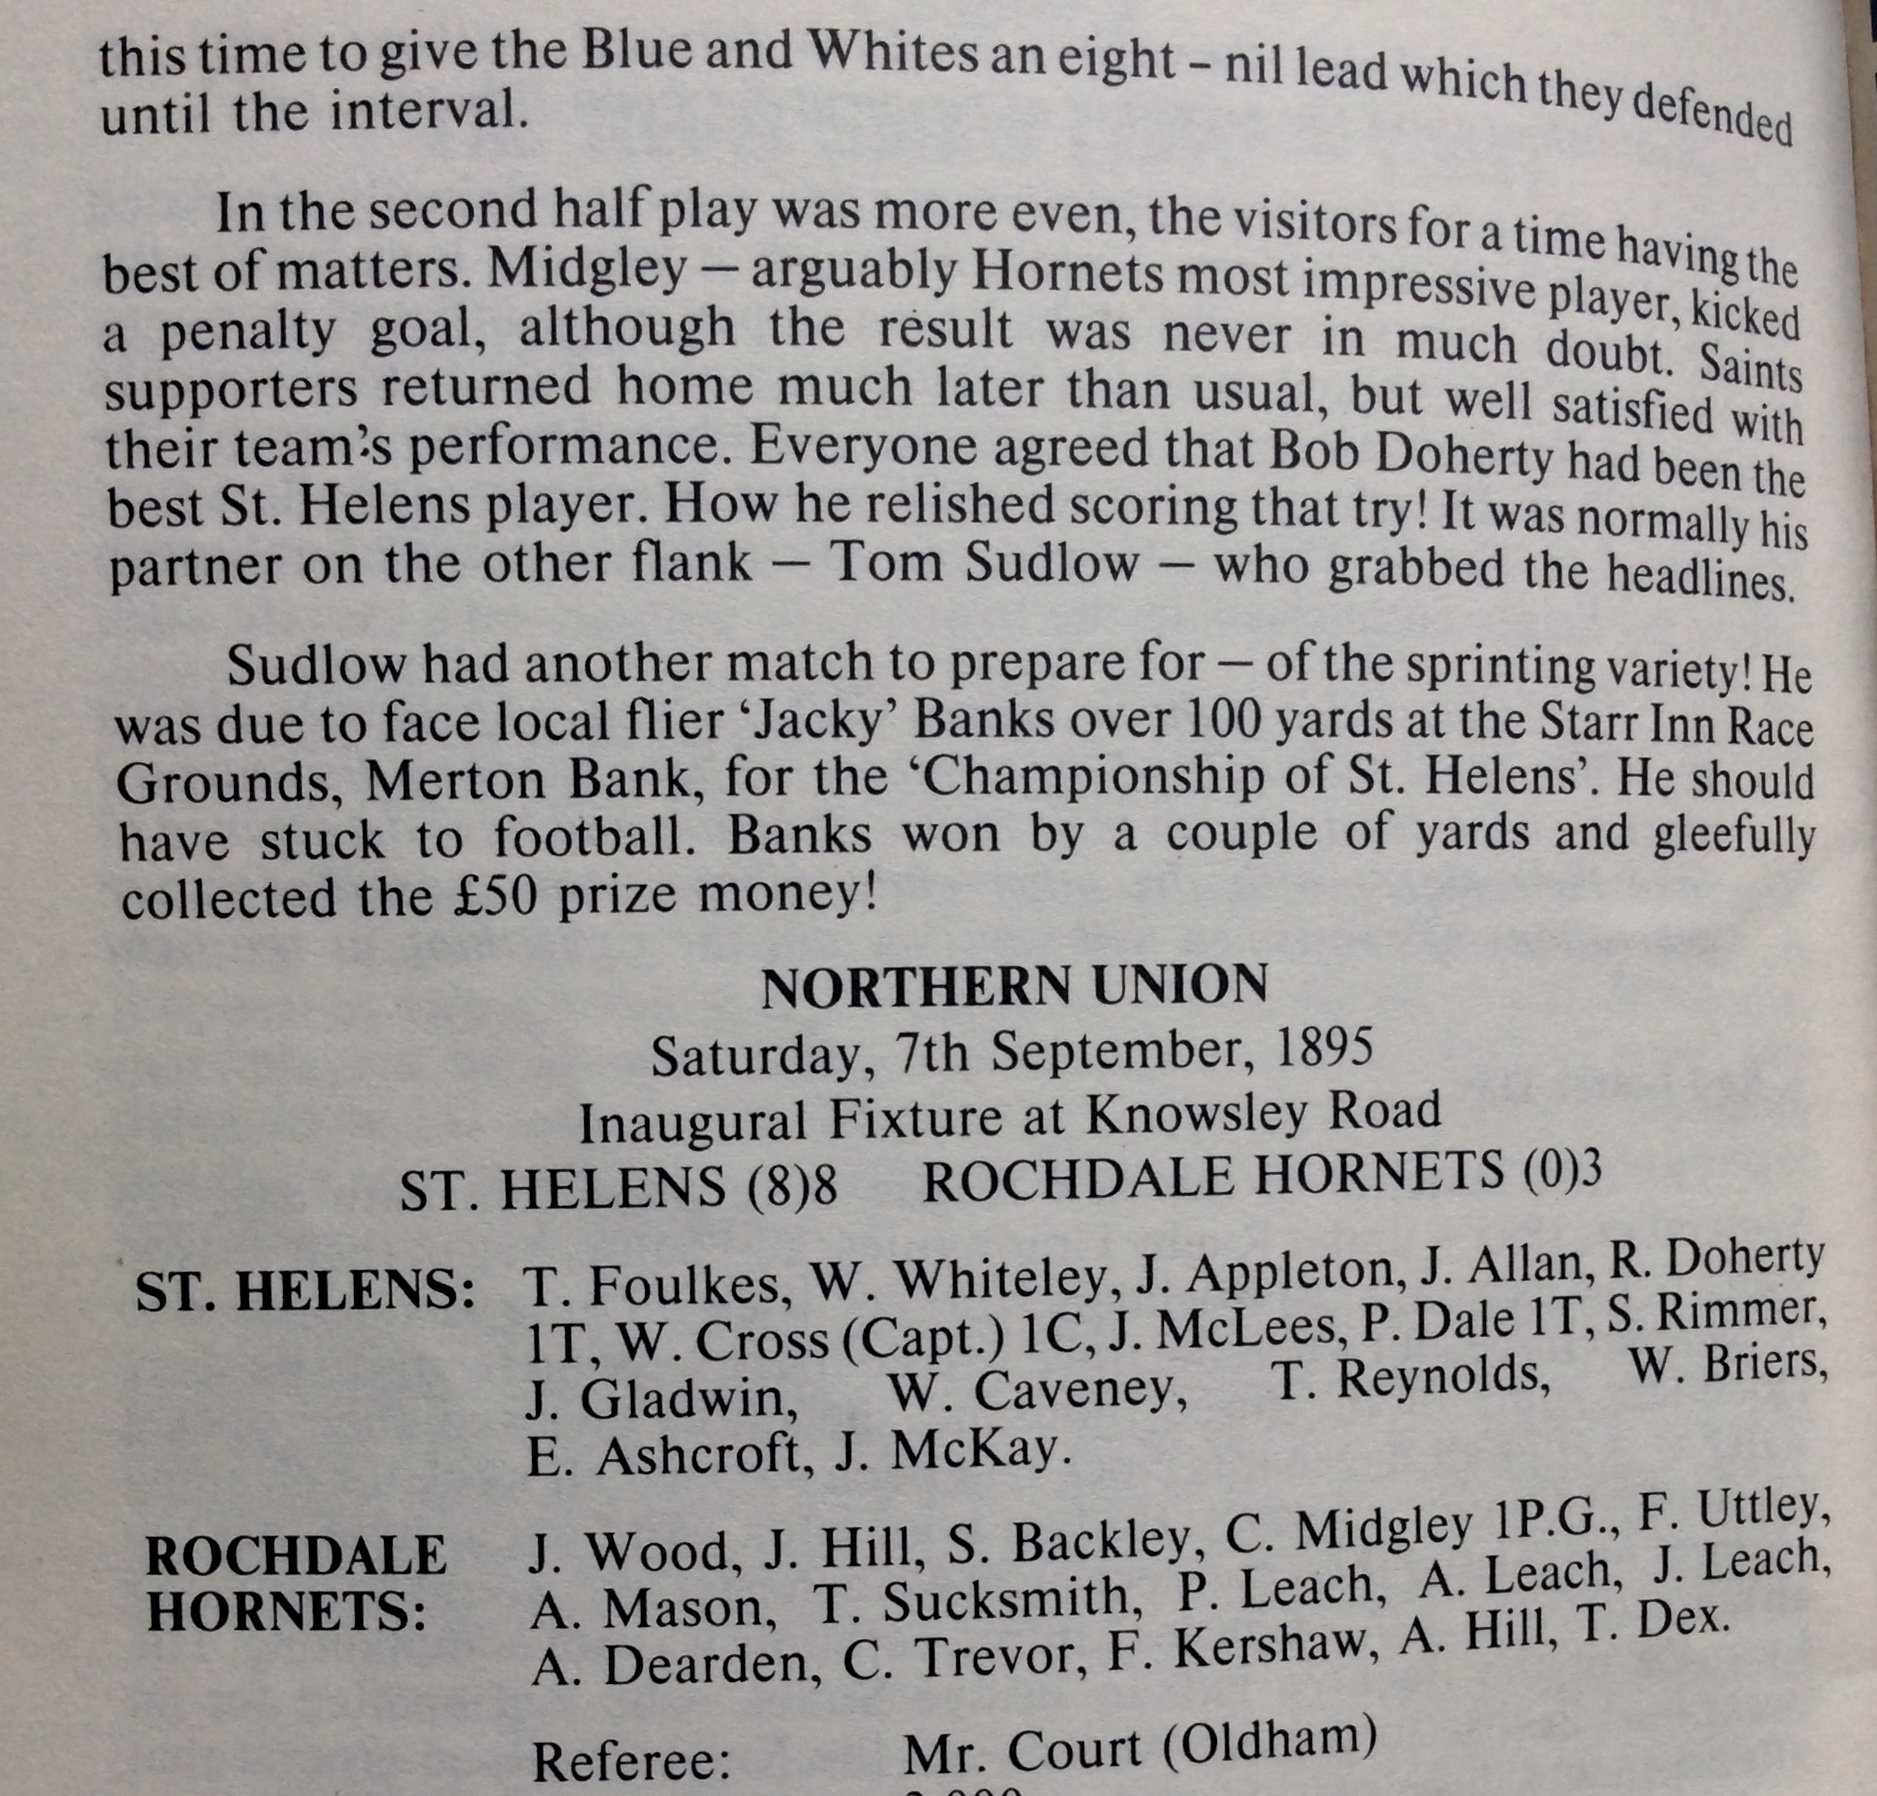 this time to give the Blue and Whites an eight – nil lead which they defended
until the interval.
In the second half play was more even, the visitors for a time having the
best of matters. Midgley — arguably Hornets most impressive player, kicked
a penalty goal, although the result was never in much doubt. Saints
supporters returned home much later than usual, but well satisfied with
their team's performance. Everyone agreed that Bob Doherty had been the
best St. Helens player. How he relished scoring that try! It was normally his
partner on the other flank — Tom Sudlow — who grabbed the headlines.
Sudlow had another match to prepare for — of the sprinting variety! He
was due to face local flier ‘Jacky’ Banks over 100 yards at the Starr Inn Race
Grounds, Merton Bank, for the ‘Championship of St. Helens’. He should
have stuck to football. Banks won by a couple of yards and gleefully
collected the £50 prize money!
NORTHERN UNION
Saturday, 7th September, 1895
Inaugural Fixture at Knowsley Road
ST. HELENS (8)8 ROCHDALE HORNETS (0)3
ST. HELENS: T. Foulkes, W. Whiteley, J. Appleton, J. Allan, R. Doherty
1T, W. Cross (Capt.) 1C, J. McLees, P. Dale 1T, S. Rimmer,
J. Gladwin, W. Caveney, T. Reynolds, W. Briers,
E. Ashcroft, J. McKay.
ROCHDALE J. Wood, J. Hill, S. Backley, C. Midgley 1P.G., F. Uttley,
HORNETS: A. Mason, T. Sucksmith, P. Leach, A. Leach, J. Leach,
A. Dearden, C. Trevor, F. Kershaw, A. Hill, T. Dex.
Referee: Mr. Court (Oldham)